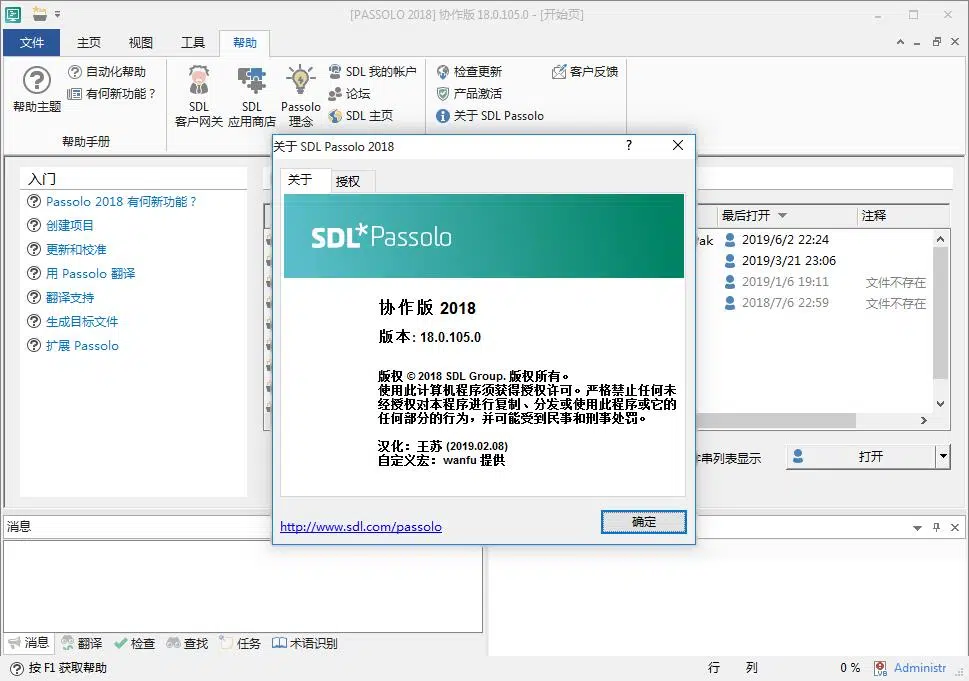 [PASSOLO 2018] 协作版 18.0.105.0 - [开始页]
文件 主页 视图 工具 帮助
帮助主题
自动化帮助
有何新功能？
帮助手册
SDL 客户网关
SDL 应用商店
Passolo 理念
SDL 我的帐户
论坛
SDL 主页
检查更新
产品激活
关于 SDL Passolo
客户反馈
入门
Passolo 2018 有何新功能？
创建项目
更新和校准
用 Passolo 翻译
翻译支持
生成目标文件
扩展 Passolo
关于 SDL Passolo 2018
关于 授权
SDL*Passolo
协作版 2018
版本: 18.0.105.0
版权 © 2018 SDL Group. 版权所有。
使用此计算机程序须获得授权许可。严格禁止任何未
经授权对本程序进行复制、分发或使用此程序或它的
任何部分的行为，并可能受到民事和刑事处罚。
汉化：王苏 (2019.02.08)
自定义宏：wanfu 提供
http://www.sdl.com/passolo
确定
最后打开 注释
ak 2019/6/2 22:24
2019/3/21 23:06
2019/1/6 19:11 文件不存在
2018/7/6 22:59 文件不存在
串列表显示 打开
消息
消息 翻译 检查 查找 任务 术语识别
按 F1 获取帮助 行 列 0 % Administr